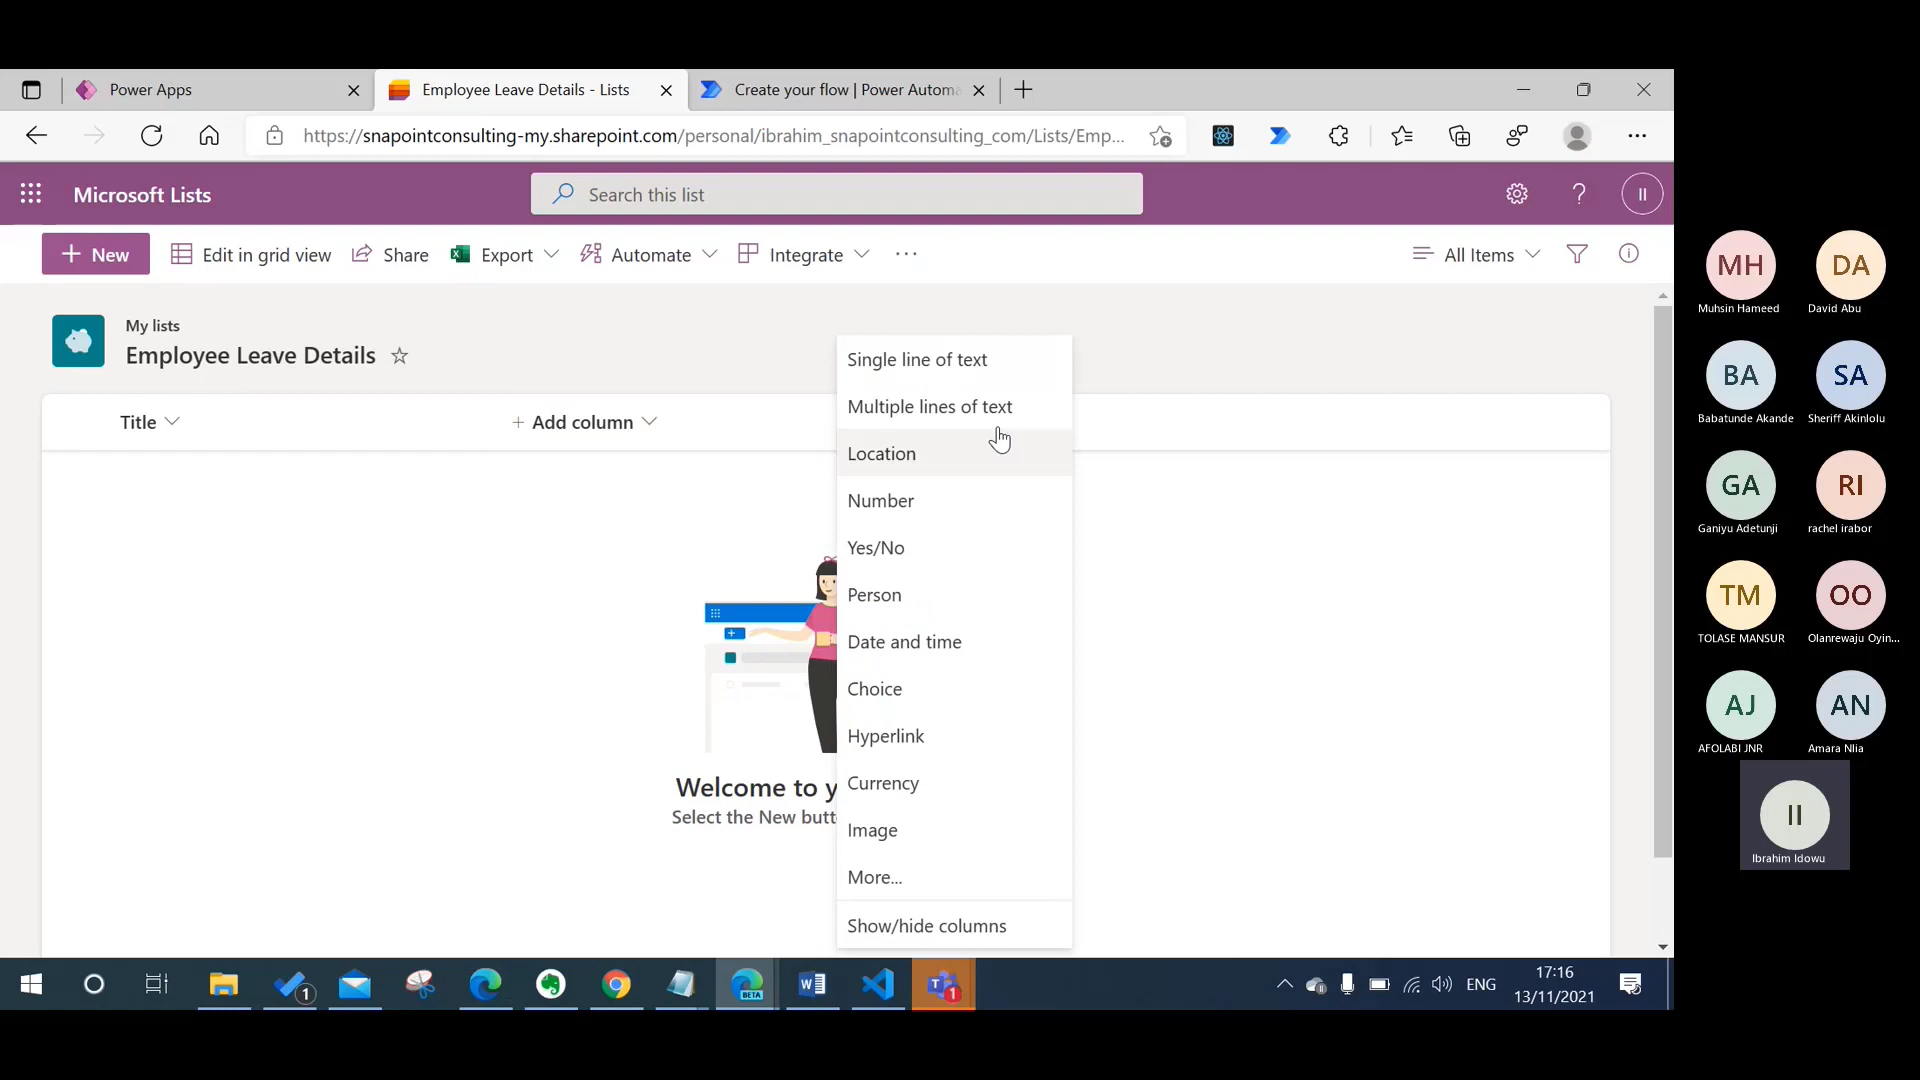 Power Apps
Employee Leave Details - Lists
Create your flow | Power Automa
https://snapointconsulting-my.sharepoint.com/personal/ibrahim_snapointconsulting_com/Lists/Emp...
Microsoft Lists
Search this list
?
II
+ New
Edit in grid view
Share
Export
Automate
Integrate
...
All Items
My lists
Employee Leave Details
Title
+ Add column
Single line of text
Multiple lines of text
Location
Number
Yes/No
Person
Date and time
Choice
Hyperlink
Currency
Image
More...
Show/hide columns
Welcome to y
Select the New butt
MH
Muhsin Hameed
DA
David Abu
BA
Babatunde Akande
SA
Sheriff Akinlolu
GA
Ganiyu Adetunji
RI
rachel irabor
TM
TOLASE MANSUR
OO
Olanrewaju Oyin...
AJ
AFOLABI JNR
AN
Amara Nlia
II
Ibrahim Idowu
1
BETA
W
T
1
ENG
17:16
13/11/2021